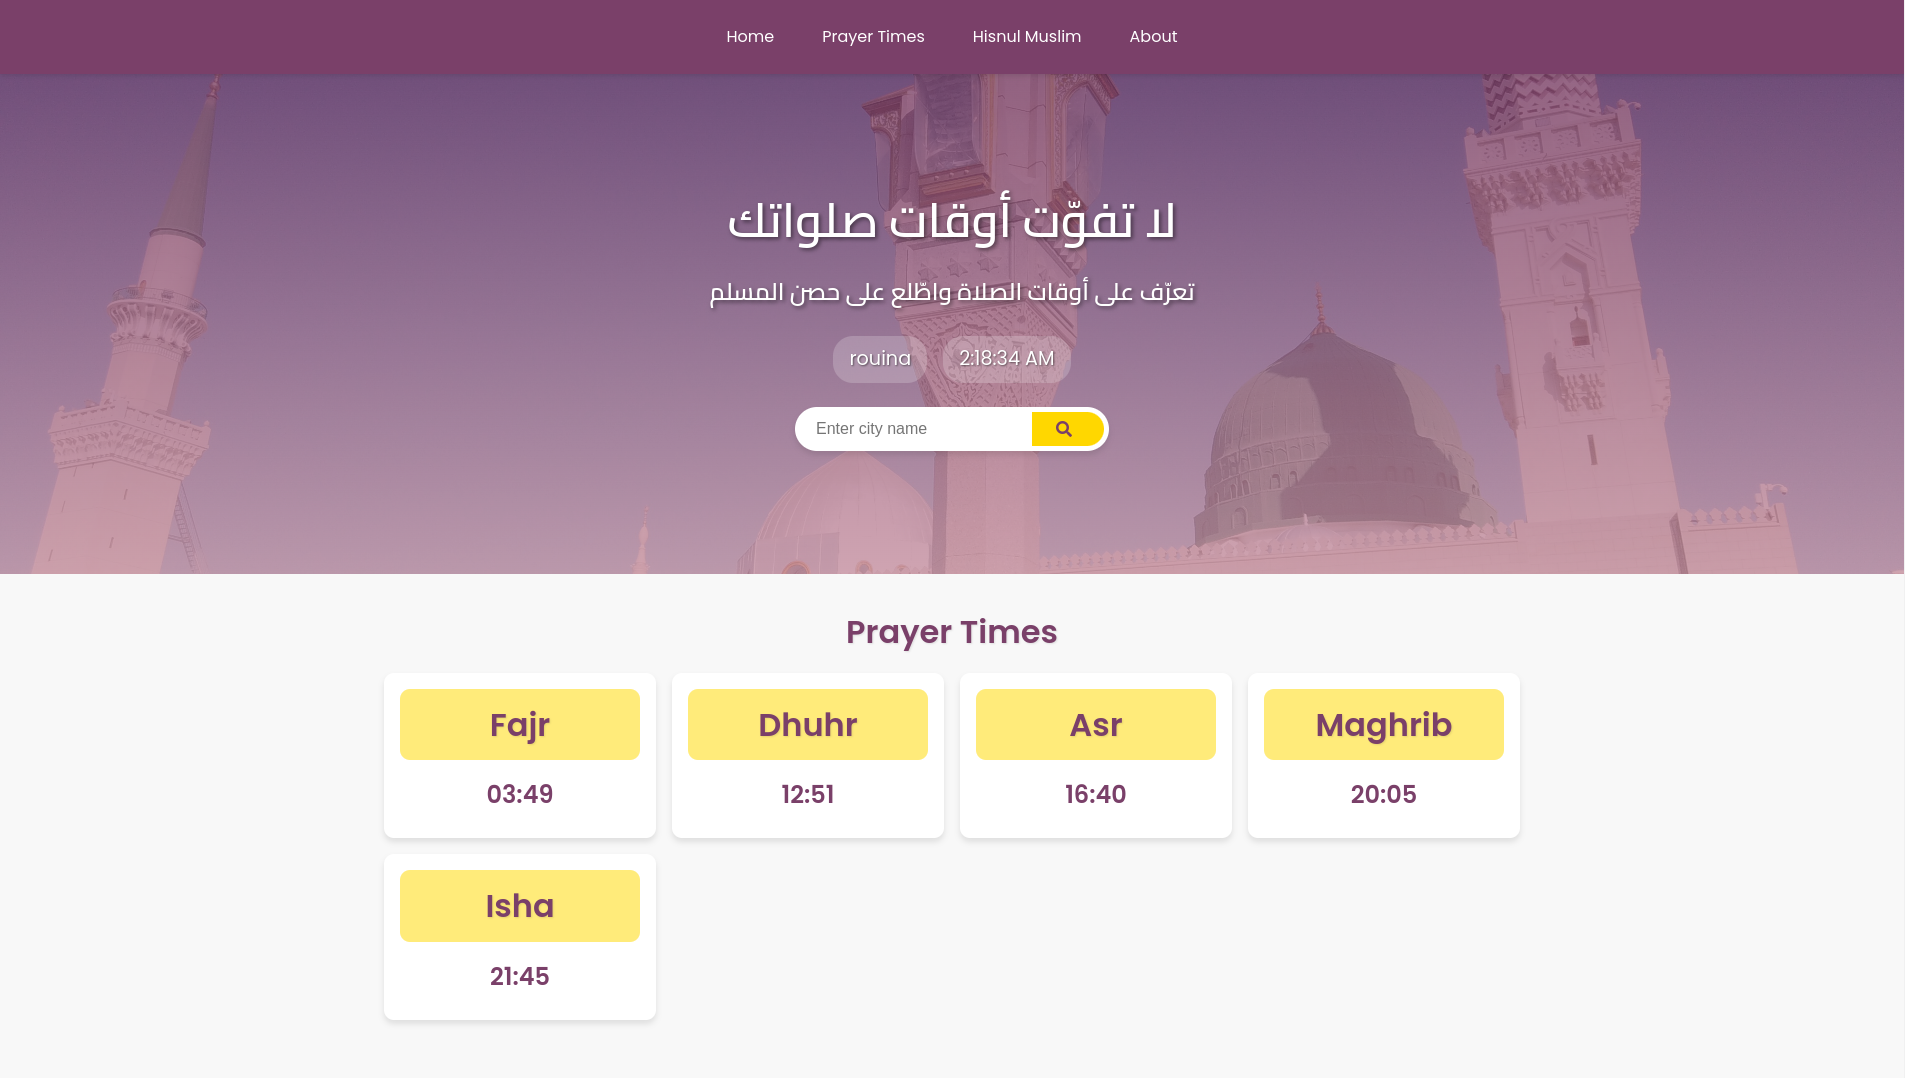 Home Prayer Times Hisnul Muslim About
لا تفوّت أوقات صلواتك
تعرّف على أوقات الصلاة واطّلع على حصن المسلم
rouina 2:18:34 AM
Enter city name
Prayer Times
Fajr Dhuhr Asr Maghrib
03:49 12:51 16:40 20:05
Isha
21:45